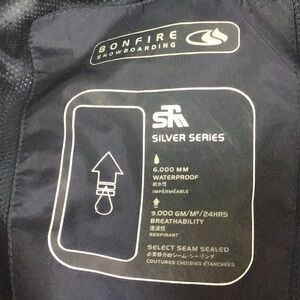 BONFIRE
SNOWBOARDING
STR
SILVER SERIES
6.000 MM
WATERPROOF
耐水性
IMPERMÉABLE
9.000 GM/M²/24HRS
BREATHABILITY
透湿性
RESPIRANT
SELECT SEAM SEALED
必要部分のシーム・シーリング
COUTURES CHOISIES ÉTANCHÉES